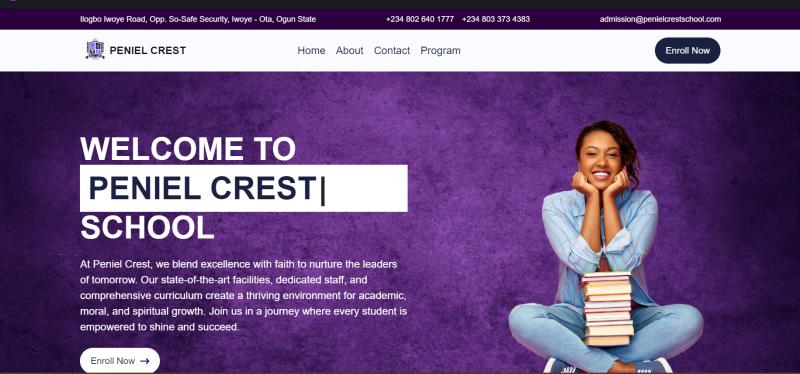 Ilogbo Iwoye Road, Opp. So-Safe Security, Iwoye - Ota, Ogun State
+234 802 640 1777 +234 803 373 4383
admission@penielcrestschool.com
PENIEL CREST
Home About Contact Program
Enroll Now
WELCOME TO
PENIEL CREST|
SCHOOL
At Peniel Crest, we blend excellence with faith to nurture the leaders
of tomorrow. Our state-of-the-art facilities, dedicated staff, and
comprehensive curriculum create a thriving environment for academic,
moral, and spiritual growth. Join us in a journey where every student is
empowered to shine and succeed.
Enroll Now →